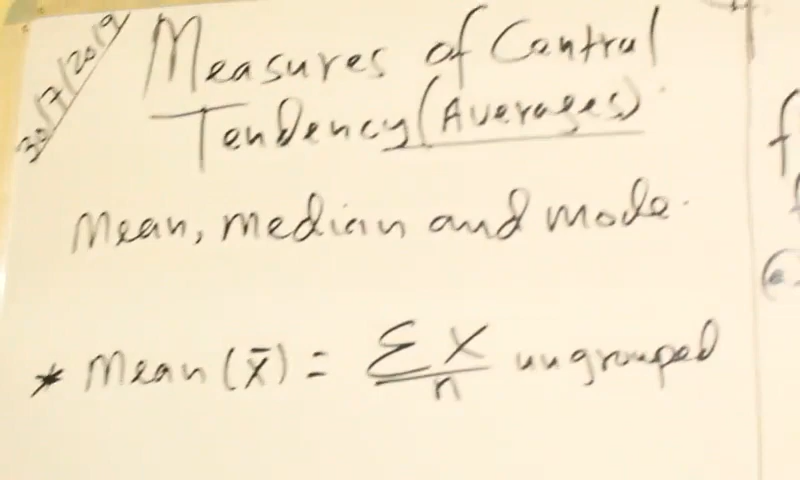 30/7/2019
Measures of Central
Tendency (Averages).
Mean, median and mode.
* Mean (x̄) = ΣX/n ungrouped